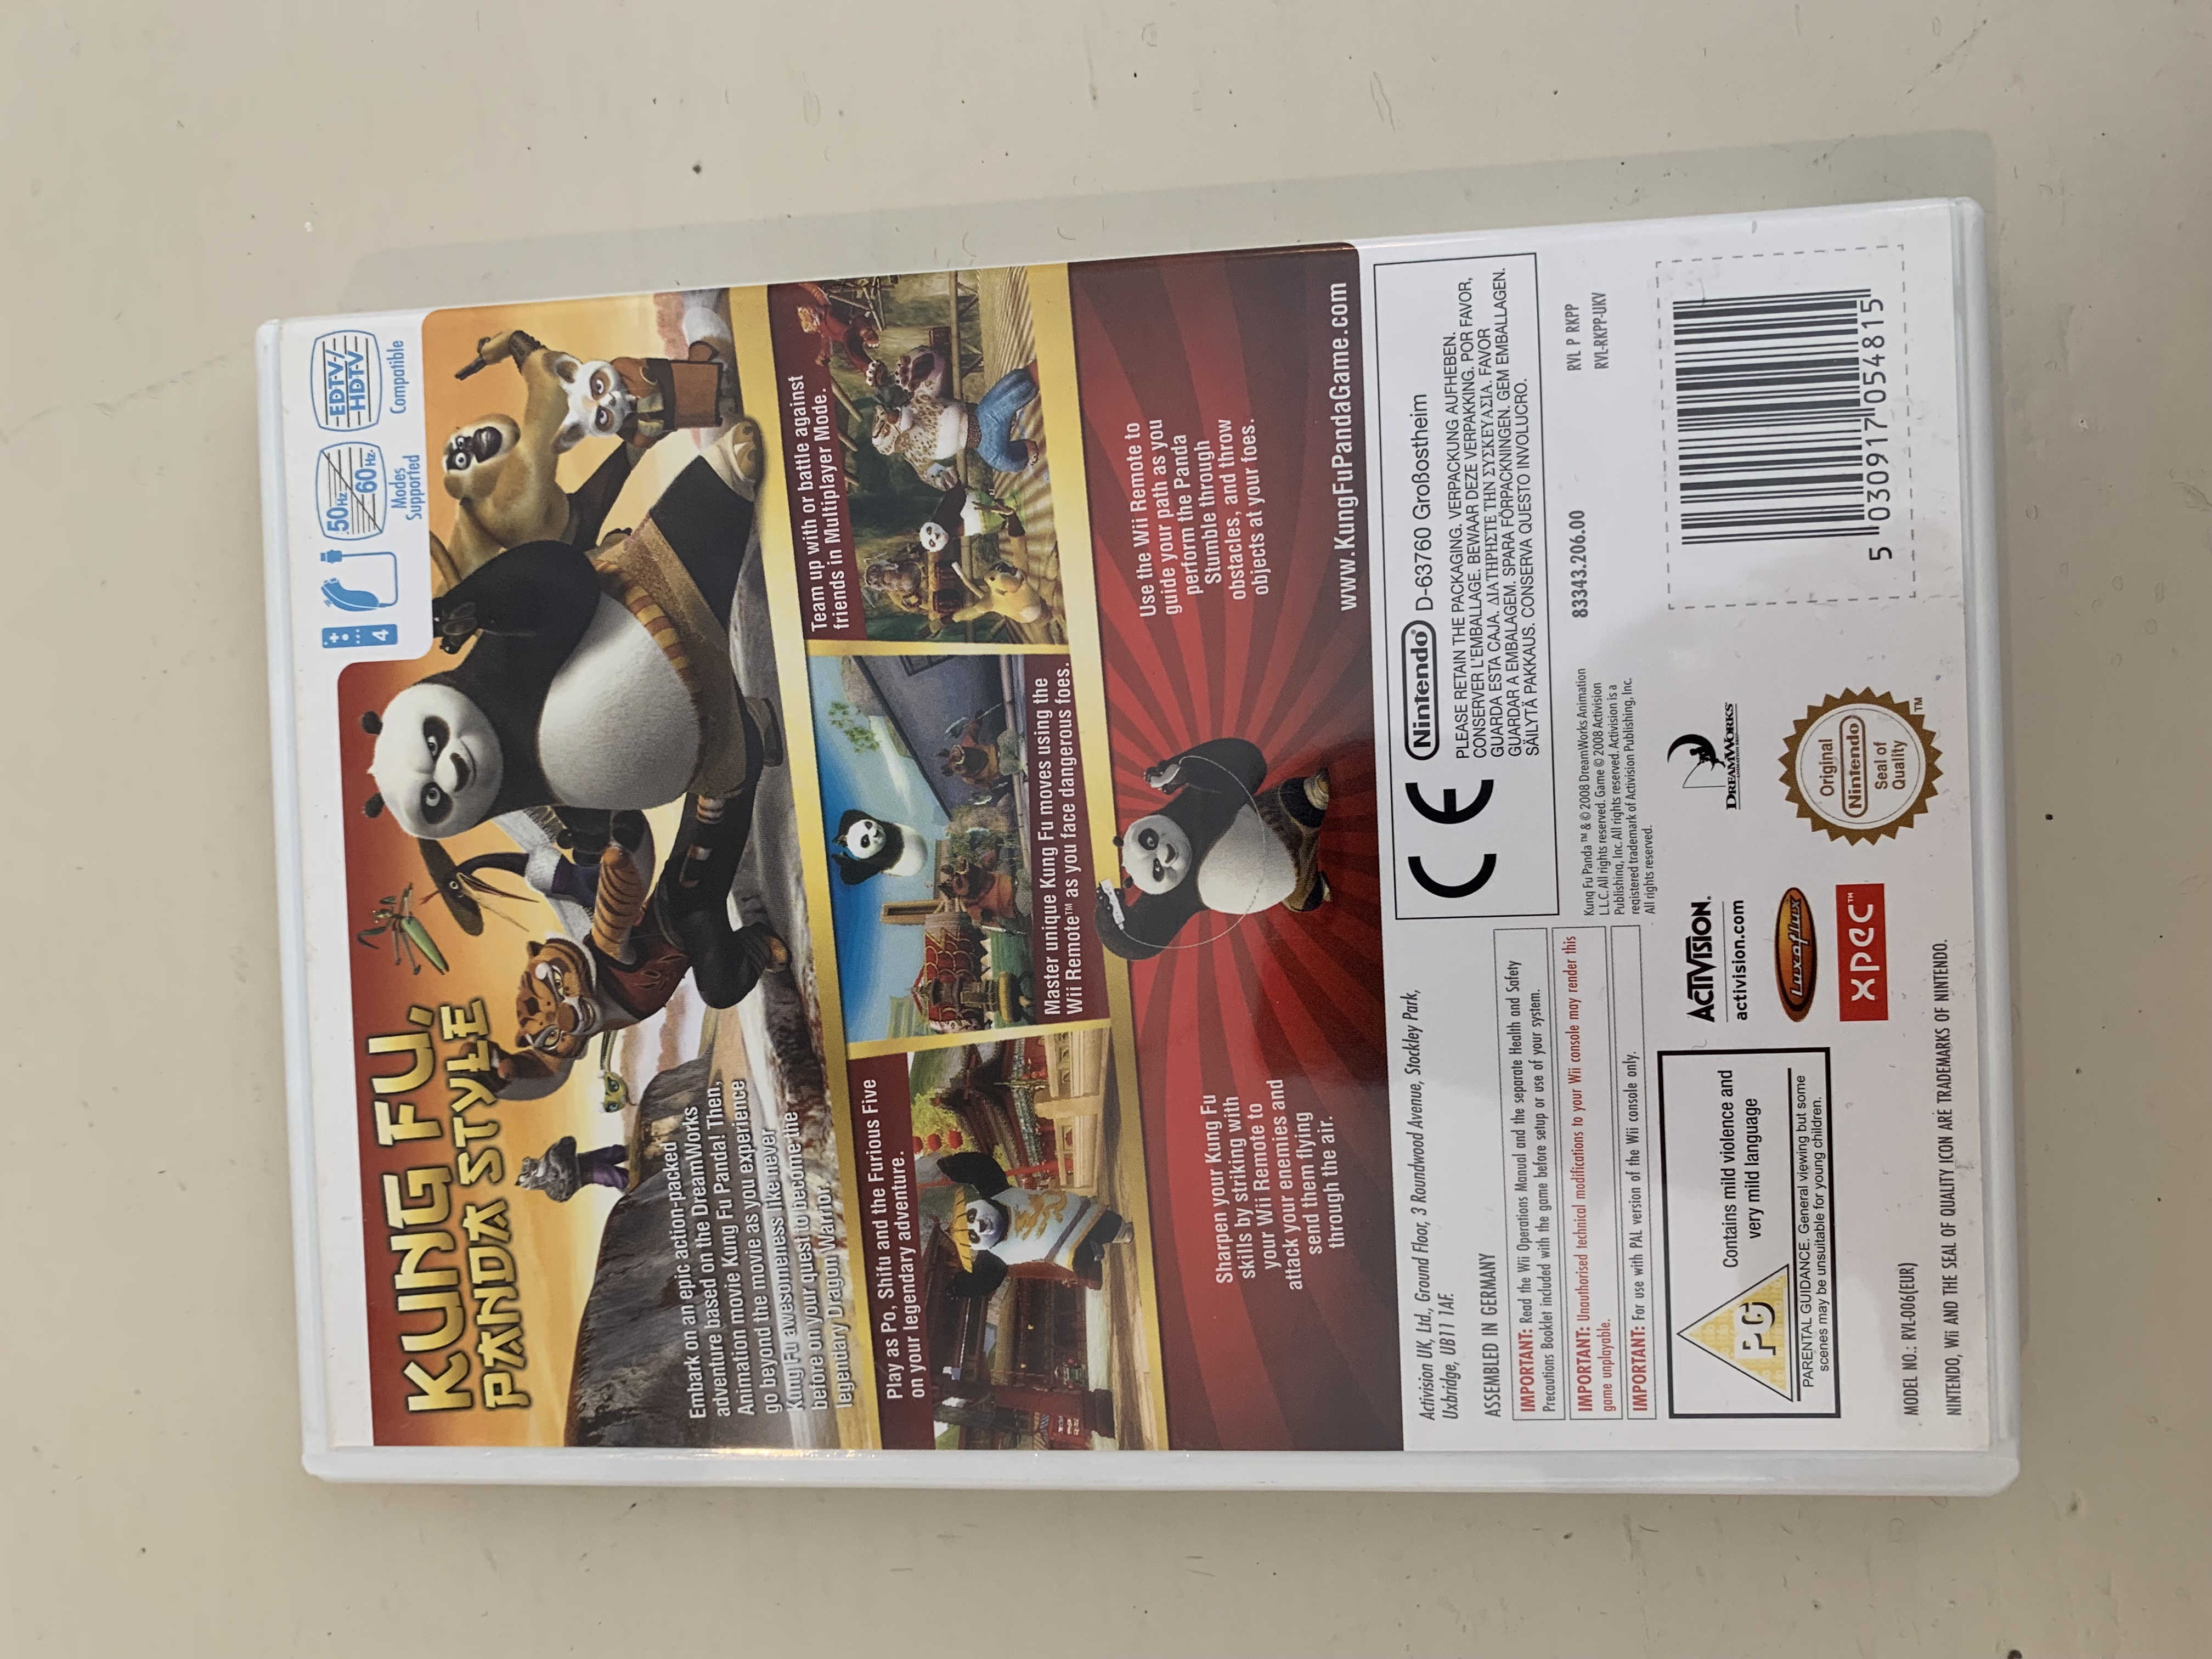 4
50Hz
60Hz
Modes
Supported
EDTV/
HDTV
Compatible
KUNG FU,
PANDA STYLE
Embark on an epic action-packed
adventure based on the DreamWorks
Animation movie Kung Fu Panda! Then,
go beyond the movie as you experience
Kung Fu awesomeness like never
before on your quest to become the
legendary Dragon Warrior.
Play as Po, Shifu and the Furious Five
on your legendary adventure.
Master unique Kung Fu moves using the
Wii Remote™ as you face dangerous foes.
Team up with or battle against
friends in Multiplayer Mode.
Sharpen your Kung Fu
skills by striking with
your Wii Remote to
attack your enemies and
send them flying
through the air.
Use the Wii Remote to
guide your path as you
perform the Panda
Stumble through
obstacles, and throw
objects at your foes.
www.KungFuPandaGame.com
Activision UK, Ltd., Ground Floor, 3 Roundwood Avenue, Stockley Park,
Uxbridge, UB11 1AF.
ASSEMBLED IN GERMANY
IMPORTANT: Read the Wii Operations Manual and the separate Health and Safety
Precautions Booklet included with the game before setup or use of your system.
IMPORTANT: Unauthorised technical modifications to your Wii console may render this
game unplayable.
IMPORTANT: For use with PAL version of the Wii console only.
CE
Nintendo® D-63760 Großostheim
PLEASE RETAIN THE PACKAGING. VERPACKUNG AUFHEBEN.
CONSERVER L'EMBALLAGE. BEWAAR DEZE VERPAKKING. POR FAVOR,
GUARDA ESTA CAJA. ΔΙΑΤΗΡΗΣΤΕ ΤΗΝ ΣΥΣΚΕΥΑΣΙΑ. FAVOR
GUARDAR A EMBALAGEM. SPARA FÖRPACKNINGEN. GEM EMBALLAGEN.
SÄILYTÄ PAKKAUS. CONSERVA QUESTO INVOLUCRO.
Kung Fu Panda ™ & © 2008 DreamWorks Animation
L.L.C. All rights reserved. Game © 2008 Activision
Publishing, Inc. All rights reserved. Activision is a
registered trademark of Activision Publishing, Inc.
All rights reserved.
83343.206.00
RVL P RKPP
RVL-RKPP-UKV
PG
Contains mild violence and
very mild language
PARENTAL GUIDANCE. General viewing but some
scenes may be unsuitable for young children.
ACTIVISION.
activision.com
DREAMWORKS
ANIMATION SKG
Luxoflux
xpec™
Original
Nintendo
Seal of
Quality
TM
5 030917 054815
MODEL NO.: RVL-006(EUR)
NINTENDO, Wii AND THE SEAL OF QUALITY ICON ARE TRADEMARKS OF NINTENDO.